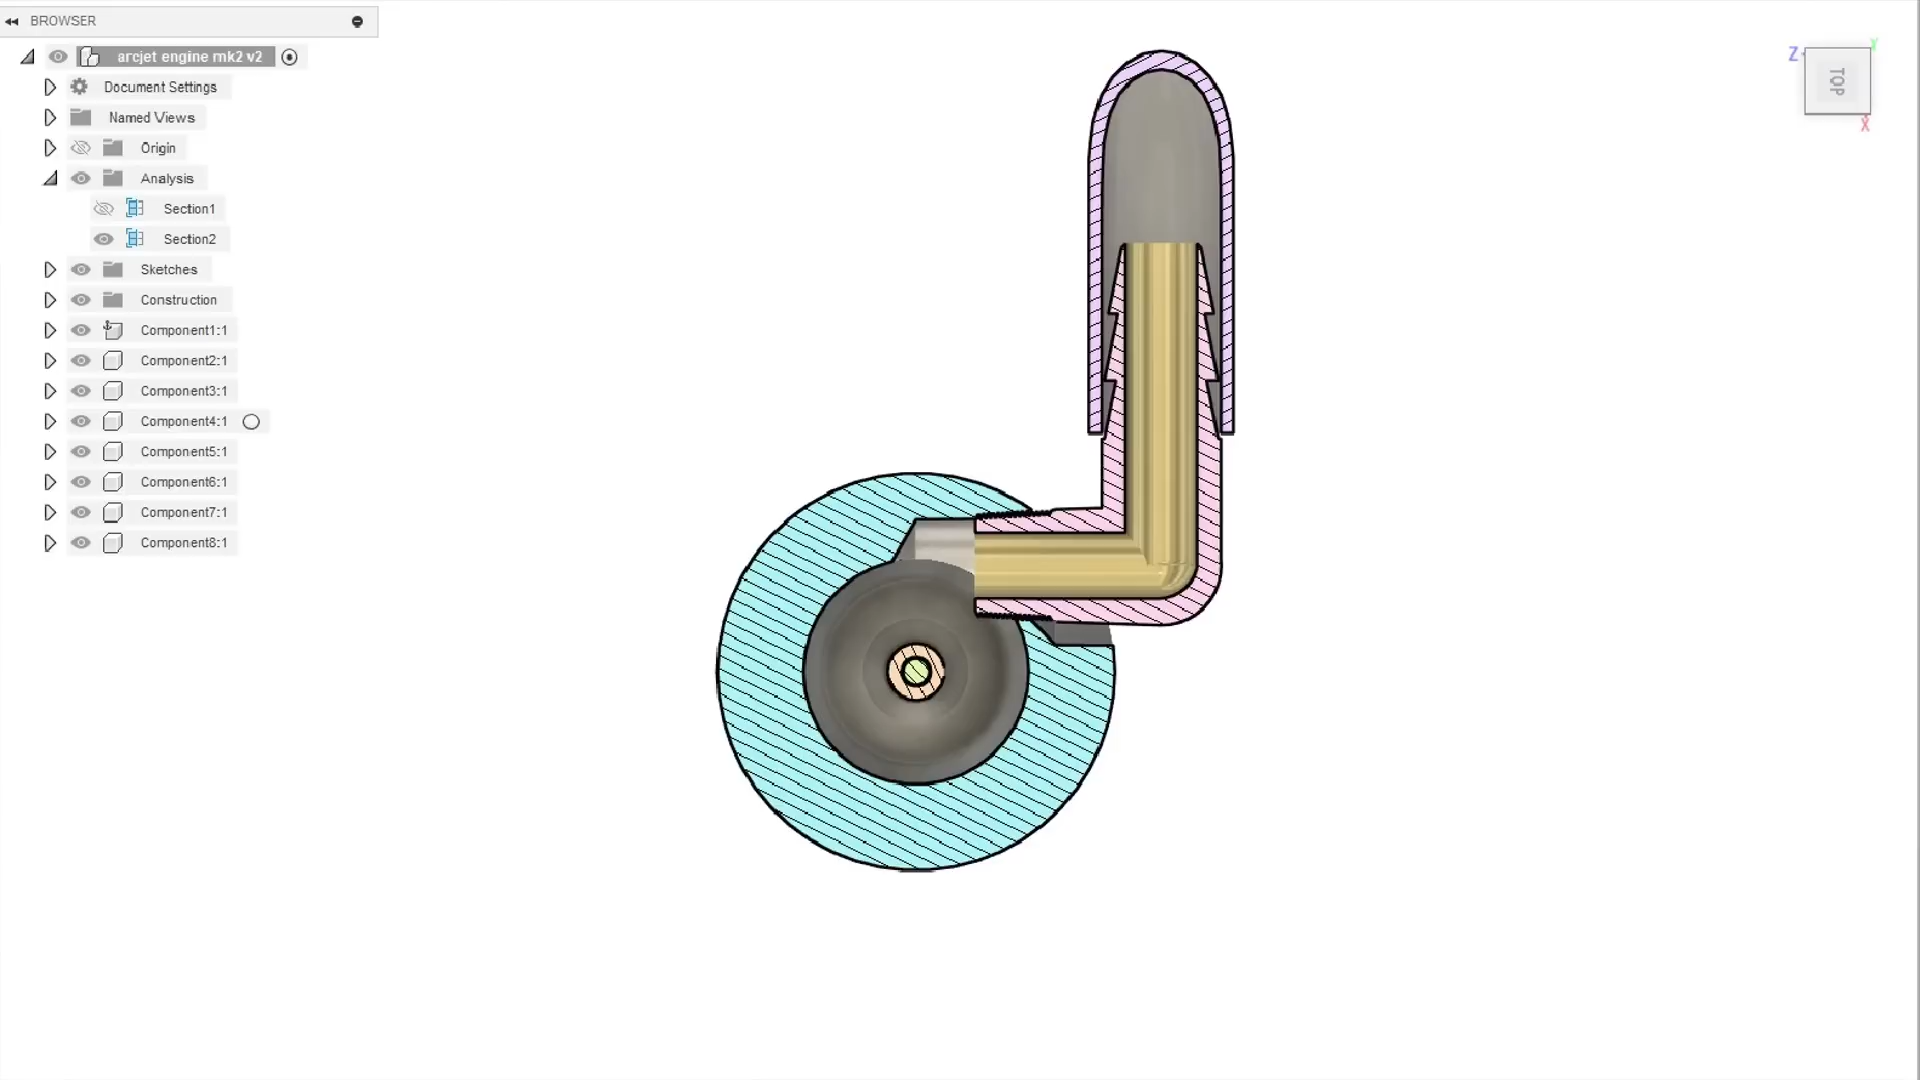 BROWSER
arcjet engine mk2 v2
Document Settings
Named Views
Origin
Analysis
Section1
Section2
Sketches
Construction
Component1:1
Component2:1
Component3:1
Component4:1
Component5:1
Component6:1
Component7:1
Component8:1
Z
Y
TOP
X